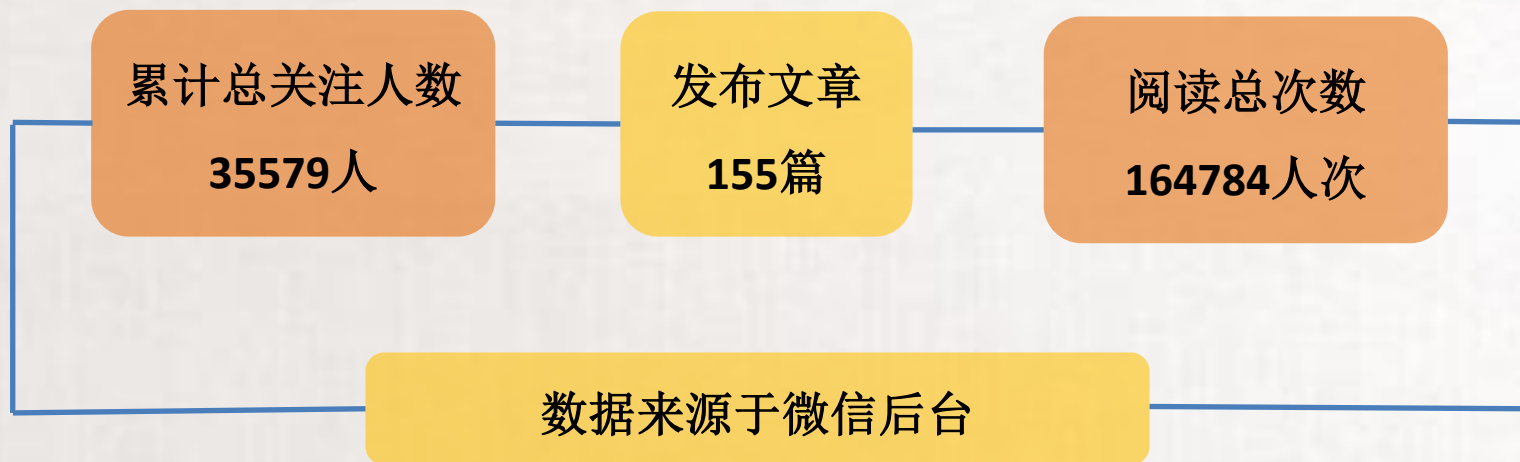 累计总关注人数
35579人
发布文章
155篇
阅读总次数
164784人次
数据来源于微信后台